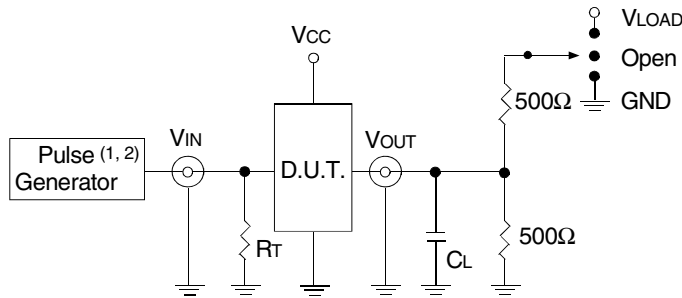 VLOAD
Open
GND
VCC
500Ω
Pulse (1, 2)
Generator
VIN
D.U.T.
VOUT
RT
CL
500Ω